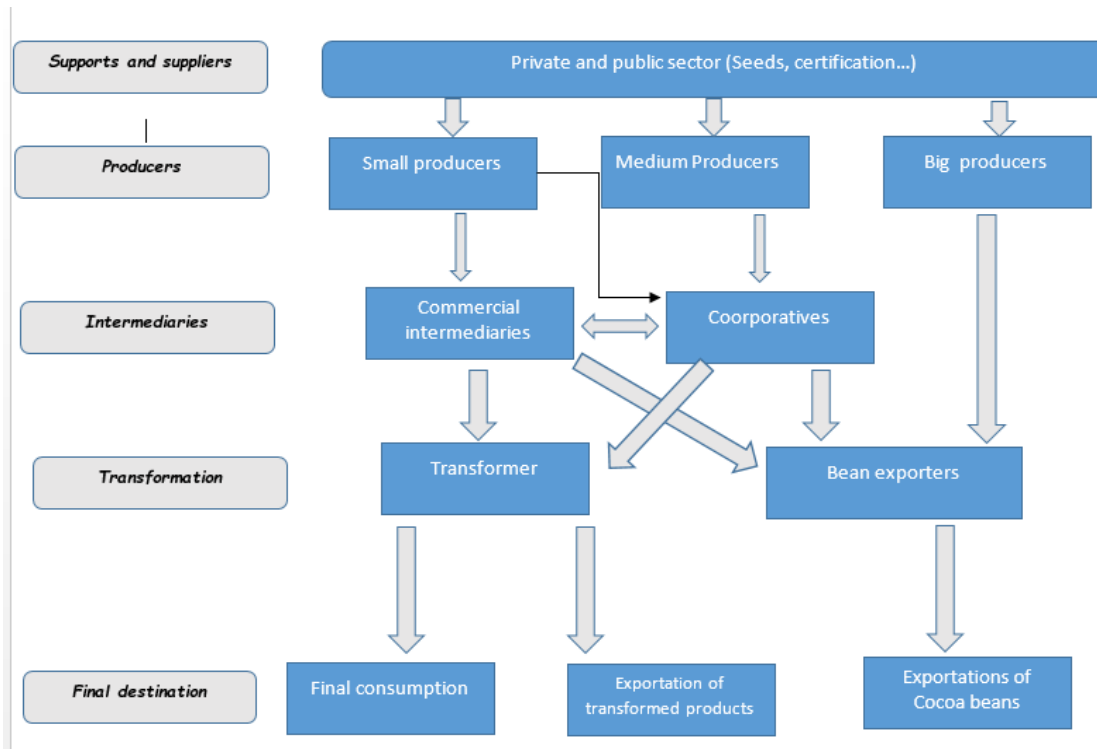 Supports and suppliers
Private and public sector (Seeds, certification...)
Producers
Small producers
Medium Producers
Big producers
Intermediaries
Commercial
intermediaries
Coorporatives
Transformation
Transformer
Bean exporters
Final destination
Final consumption
Exportation of
transformed products
Exportations of
Cocoa beans